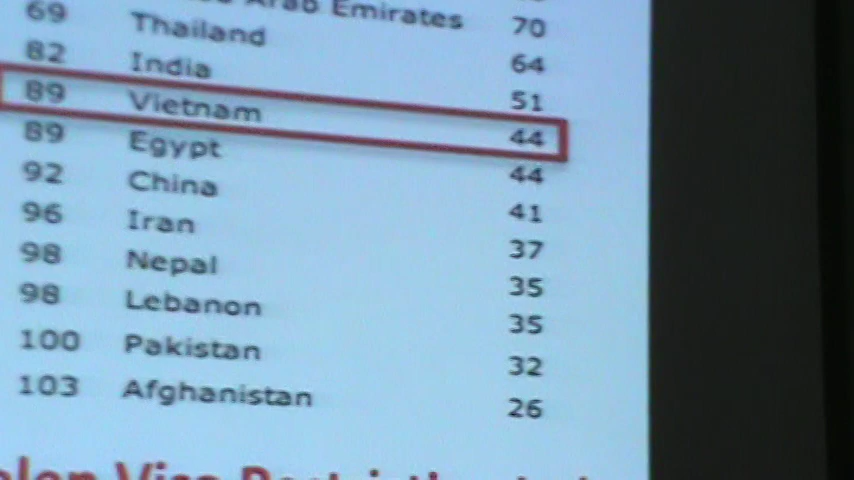 Arab Emirates 70
69 Thailand 64
82 India 51
89 Vietnam 44
89 Egypt 44
92 China 41
96 Iran 37
98 Nepal 35
98 Lebanon 35
100 Pakistan 32
103 Afghanistan 26
Visa